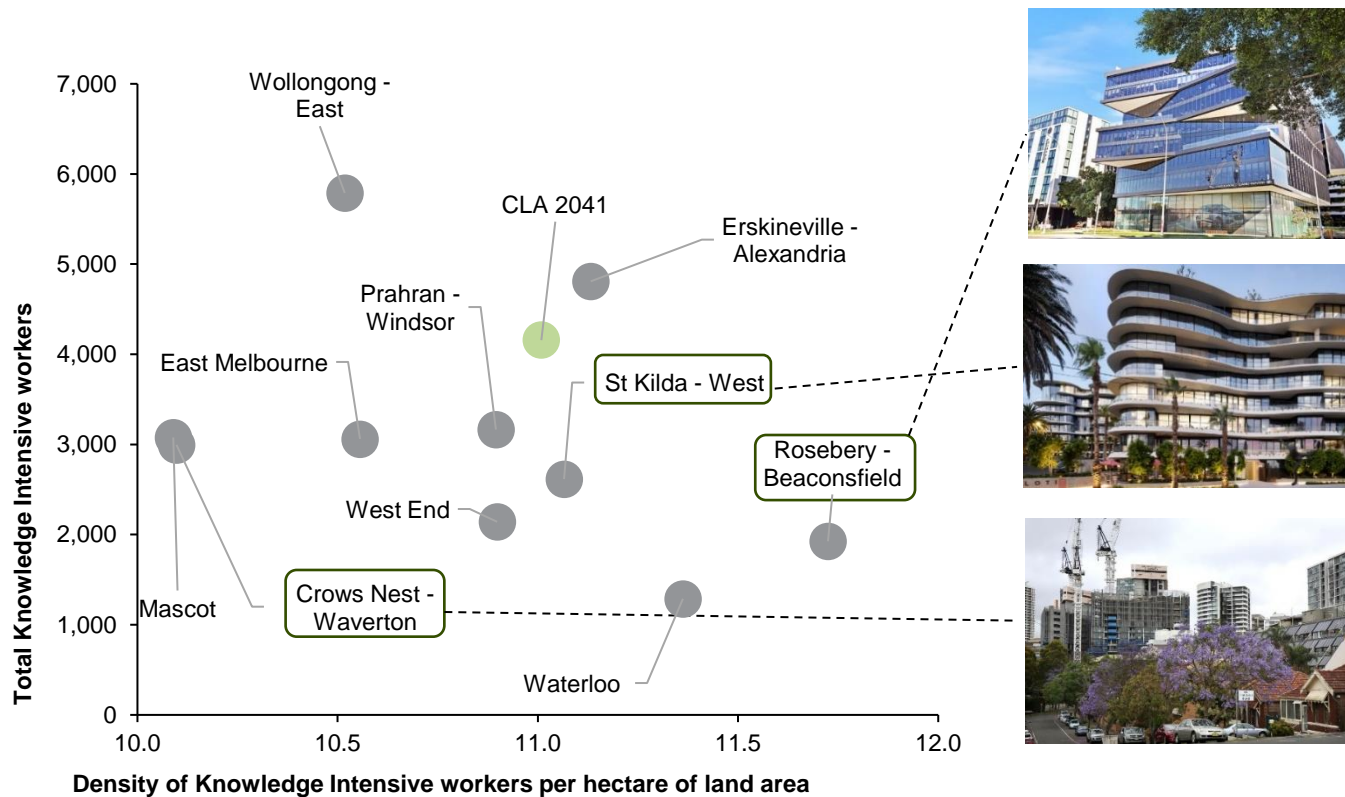 7,000
6,000
5,000
4,000
3,000
2,000
1,000
0
Total Knowledge Intensive workers
Wollongong -
East
CLA 2041
Erskineville -
Alexandria
Prahran -
Windsor
East Melbourne
St Kilda - West
Rosebery -
Beaconsfield
West End
Mascot
Crows Nest -
Waverton
Waterloo
10.0
10.5
11.0
11.5
12.0
Density of Knowledge Intensive workers per hectare of land area